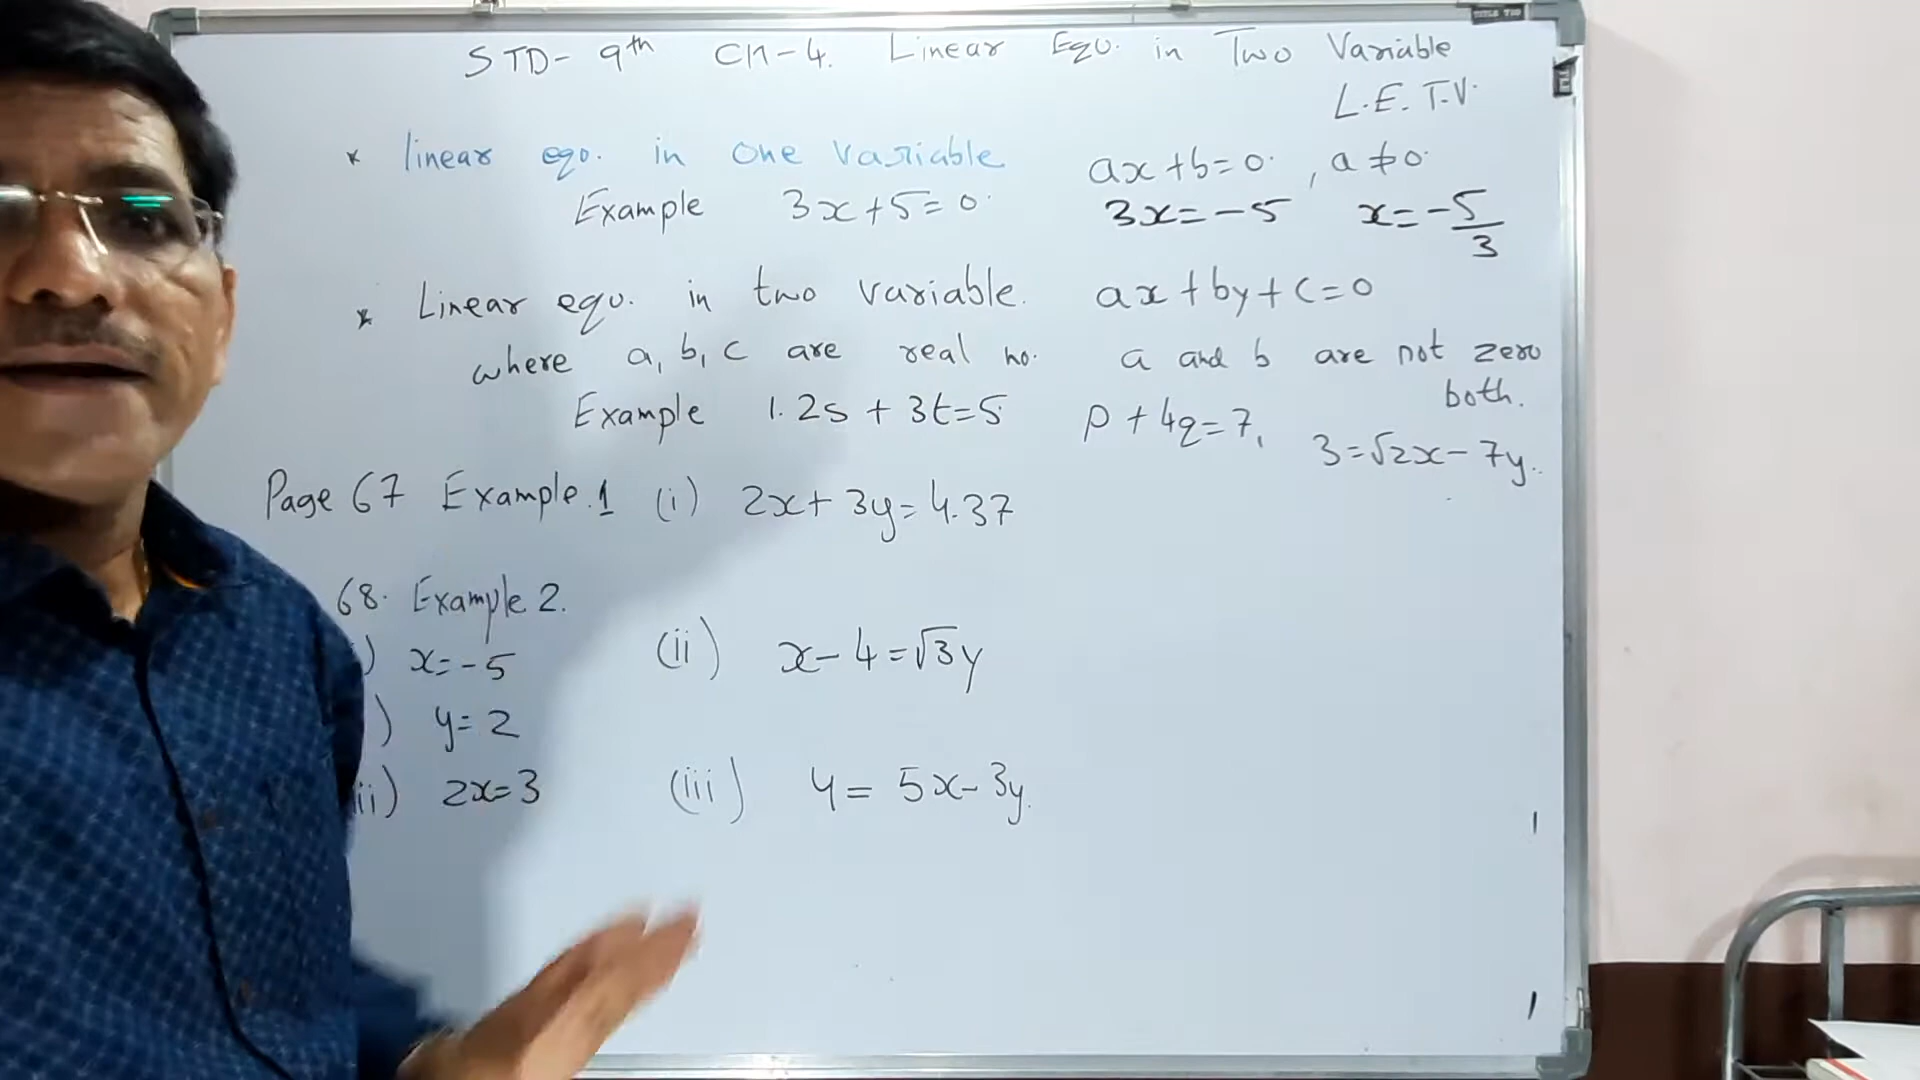 STD- 9th CH-4. Linear Equ. in Two Variable
L.E.T.V.
* linear eqo. in one variable ax+b=0. , a≠0.
Example 3x+5=0. 3x=-5 x=-5/3
* Linear equ. in two variable. ax+by+c=0
where a, b, c are real no. a and b are not zero both.
Example 1.2s + 3t=5 p + 4q=7, 3=√2x-7y.
Page 67 Example.1 (i) 2x+3y=4.37
68. Example 2.
) x=-5 (ii) x-4=√3y
) y=2
ii) 2x=3 (iii) 4= 5x-3y.